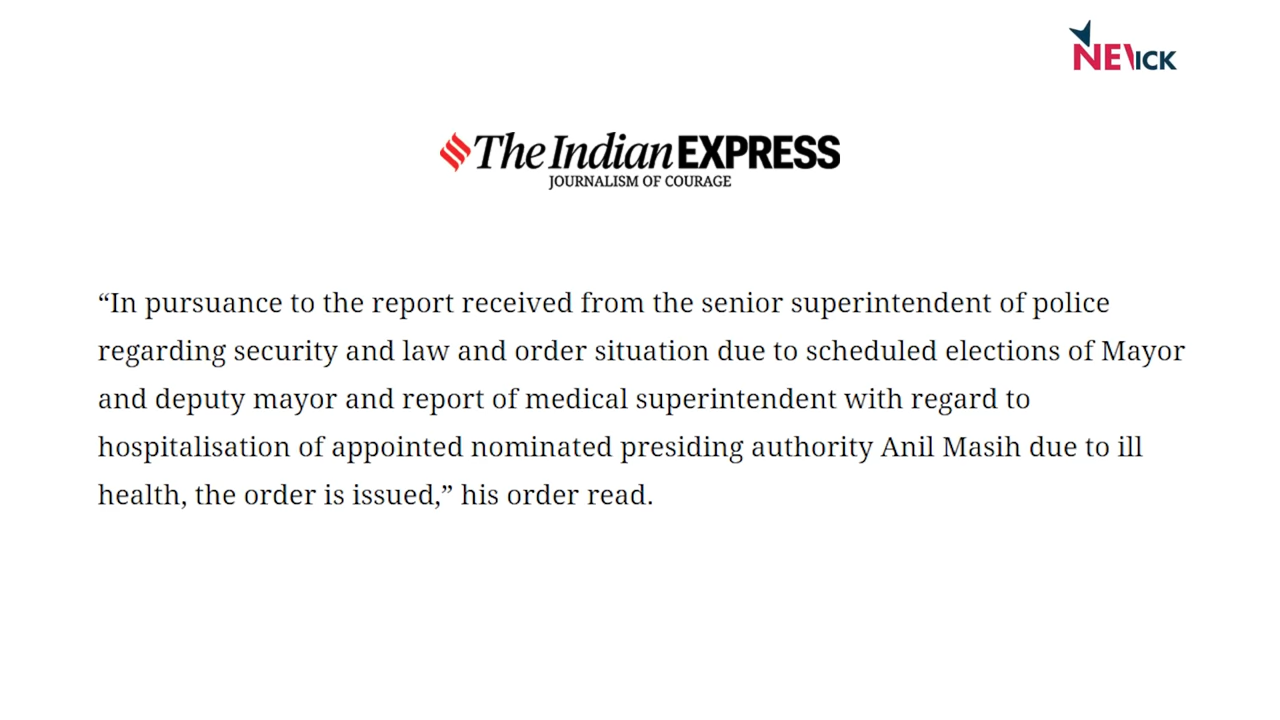 NEWICK
The Indian EXPRESS
JOURNALISM OF COURAGE
“In pursuance to the report received from the senior superintendent of police
regarding security and law and order situation due to scheduled elections of Mayor
and deputy mayor and report of medical superintendent with regard to
hospitalisation of appointed nominated presiding authority Anil Masih due to ill
health, the order is issued,” his order read.